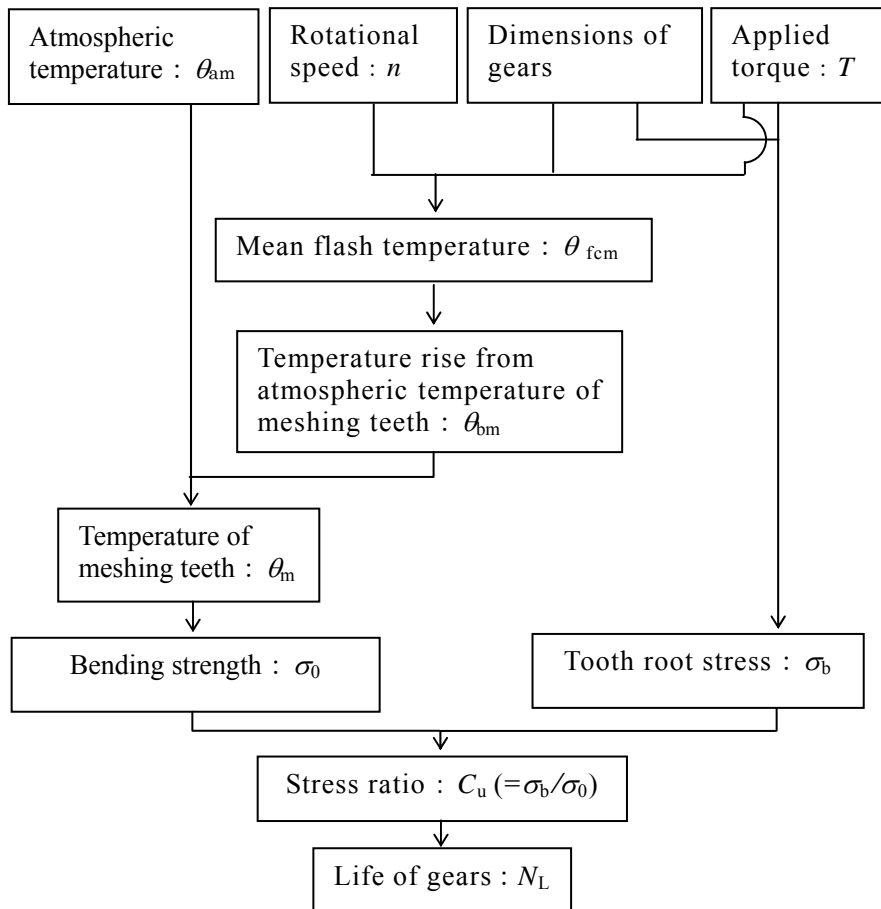 Atmospheric
temperature : θam
Rotational
speed : n
Dimensions of
gears
Applied
torque : T
Mean flash temperature : θ fcm
Temperature rise from
atmospheric temperature of
meshing teeth : θbm
Temperature of
meshing teeth : θm
Bending strength : σ0
Tooth root stress : σb
Stress ratio : Cu (=σb/σ0)
Life of gears : NL